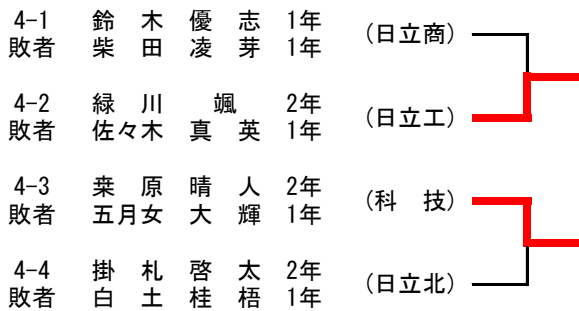 4-1 鈴 木 優 志 1年
敗者 柴 田 凌 芽 1年
(日立商)
4-2 緑 川 颯 2年
敗者 佐々木 真 英 1年
(日立工)
4-3 桒 原 晴 人 2年
敗者 五月女 大 輝 1年
(科 技)
4-4 掛 札 啓 太 2年
敗者 白 土 桂 梧 1年
(日立北)